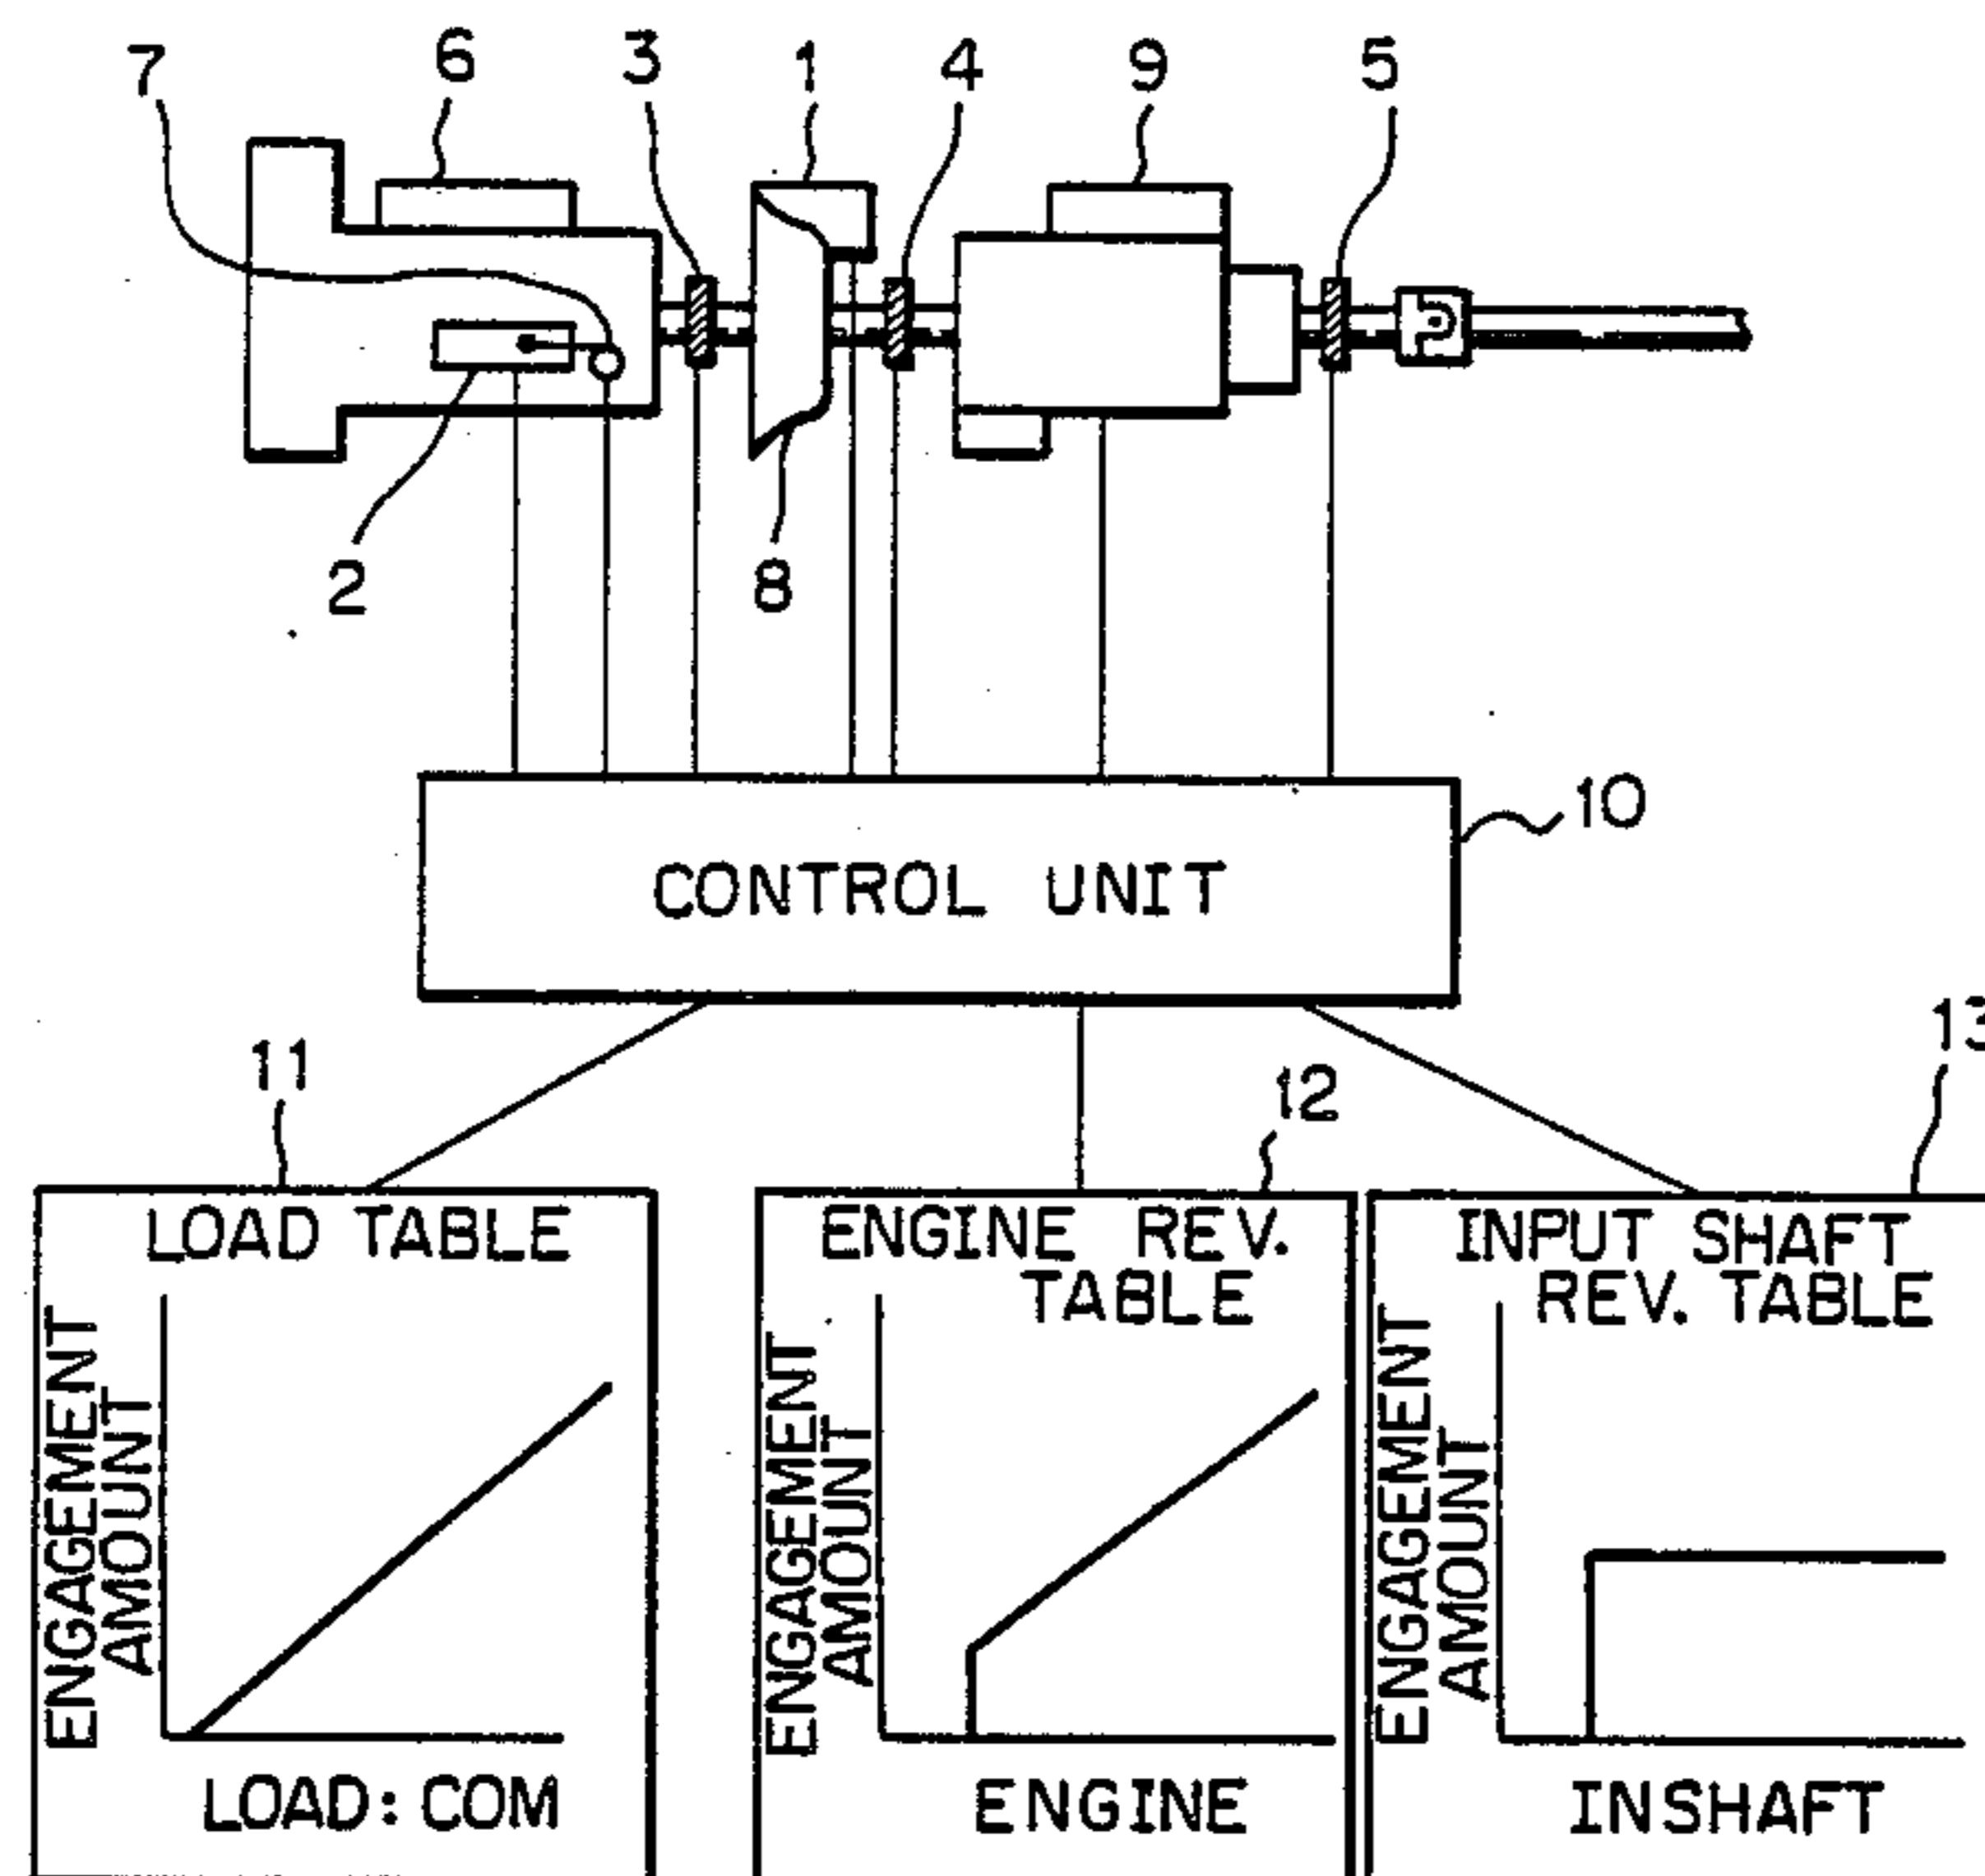 7 6 3 1 4 9 5
2 8
CONTROL UNIT
10
11
12
13
LOAD TABLE
ENGAGEMENT
AMOUNT
LOAD: COM
ENGINE REV.
TABLE
ENGAGEMENT
AMOUNT
ENGINE
INPUT SHAFT
REV. TABLE
ENGAGEMENT
AMOUNT
INSHAFT